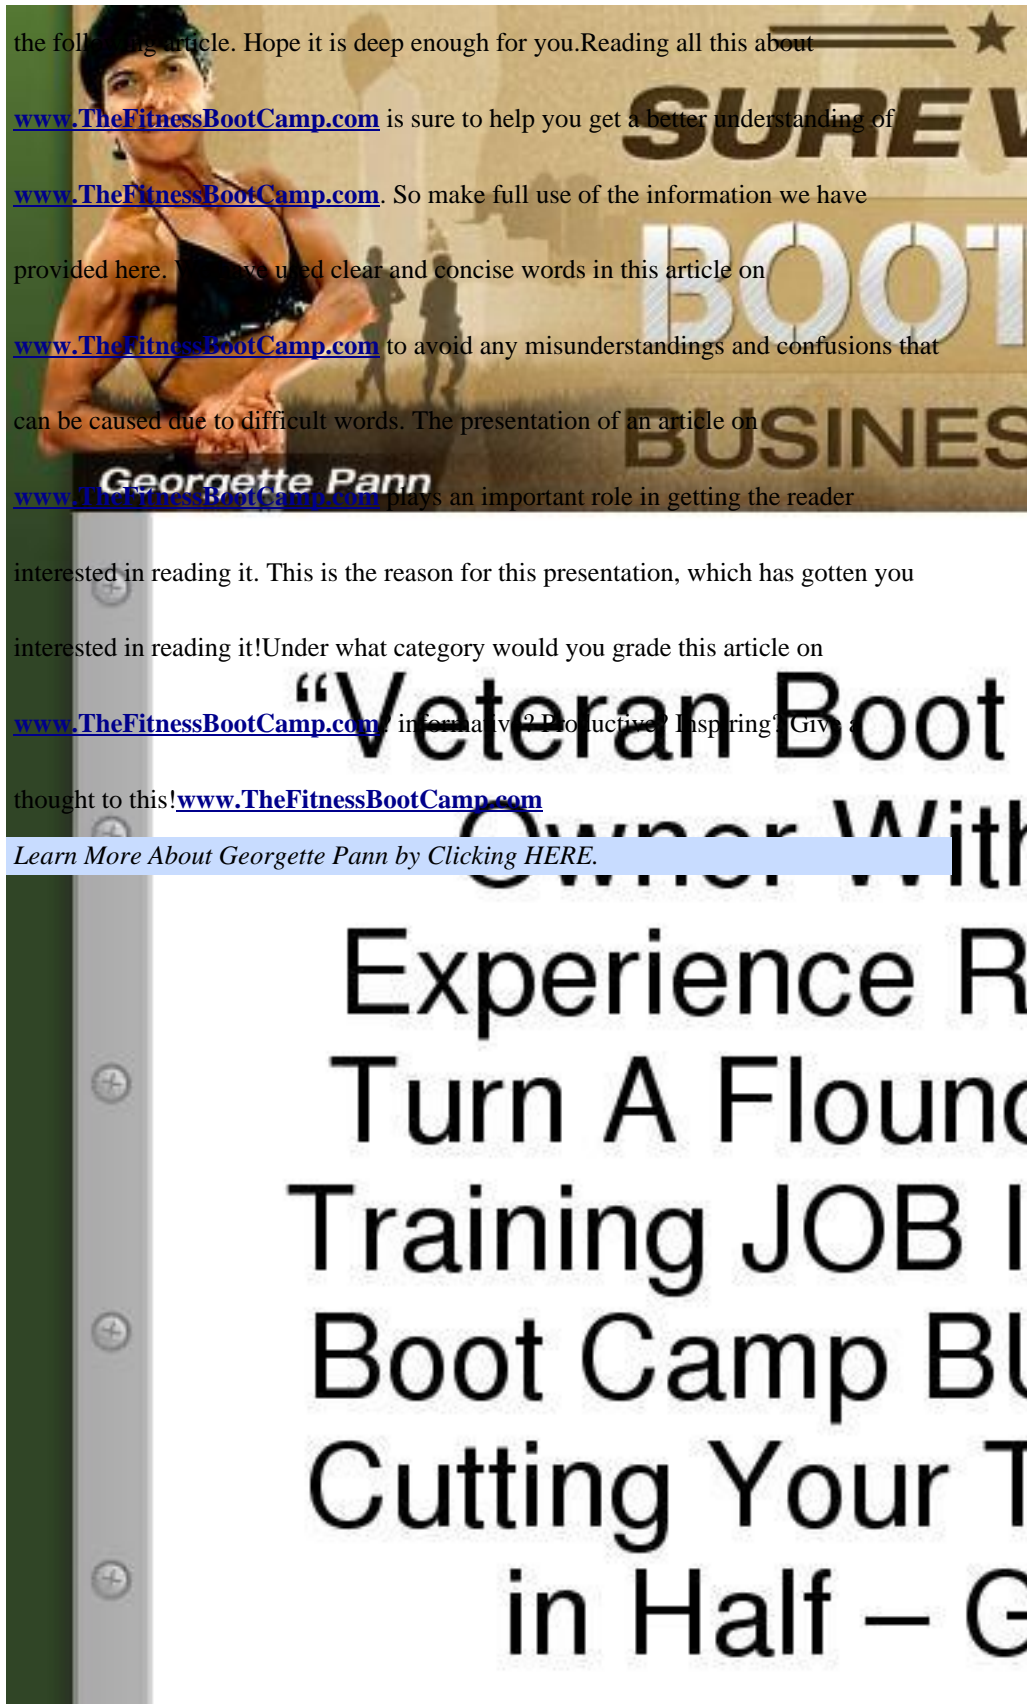 the following article. Hope it is deep enough for you.Reading all this about
www.TheFitnessBootCamp.com is sure to help you get a better understanding of
www.TheFitnessBootCamp.com. So make full use of the information we have
provided here. We have used clear and concise words in this article on
www.TheFitnessBootCamp.com to avoid any misunderstandings and confusions that
can be caused due to difficult words. The presentation of an article on
www.TheFitnessBootCamp.com plays an important role in getting the reader
interested in reading it. This is the reason for this presentation, which has gotten you
interested in reading it!Under what category would you grade this article on
www.TheFitnessBootCamp.com? informative? Productive? Inspiring? Give a
thought to this!www.TheFitnessBootCamp.com
Learn More About Georgette Pann by Clicking HERE.
SURE
BOOT
BUSINES
Georgette Pann
“Veteran Boot
Owner With
Experience R
Turn A Flound
Training JOB I
Boot Camp BU
Cutting Your T
in Half – G